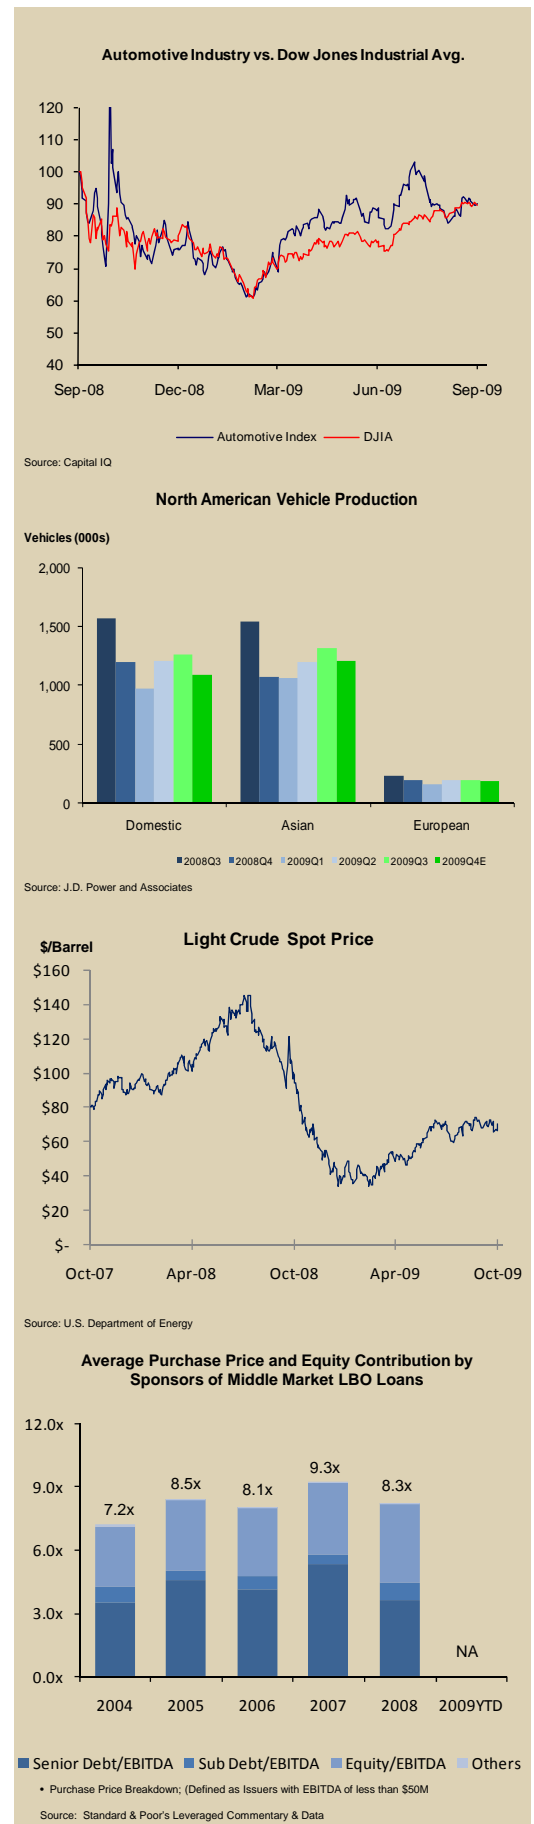 Automotive Industry vs. Dow Jones Industrial Avg.
120
110
100
90
80
70
60
50
40
Sep-08 Dec-08 Mar-09 Jun-09 Sep-09
Automotive Index DJIA
Source: Capital IQ
North American Vehicle Production
Vehicles (000s)
2,000
1,500
1,000
500
0
Domestic Asian European
2008Q3 2008Q4 2009Q1 2009Q2 2009Q3 2009Q4E
Source: J.D. Power and Associates
Light Crude Spot Price
$/Barrel
$160
$140
$120
$100
$80
$60
$40
$20
$-
Oct-07 Apr-08 Oct-08 Apr-09 Oct-09
Source: U.S. Department of Energy
Average Purchase Price and Equity Contribution by
Sponsors of Middle Market LBO Loans
12.0x
9.0x
6.0x
3.0x
0.0x
7.2x 8.5x 8.1x 9.3x 8.3x NA
2004 2005 2006 2007 2008 2009YTD
Senior Debt/EBITDA Sub Debt/EBITDA Equity/EBITDA Others
• Purchase Price Breakdown; (Defined as Issuers with EBITDA of less than $50M
Source: Standard & Poor's Leveraged Commentary & Data